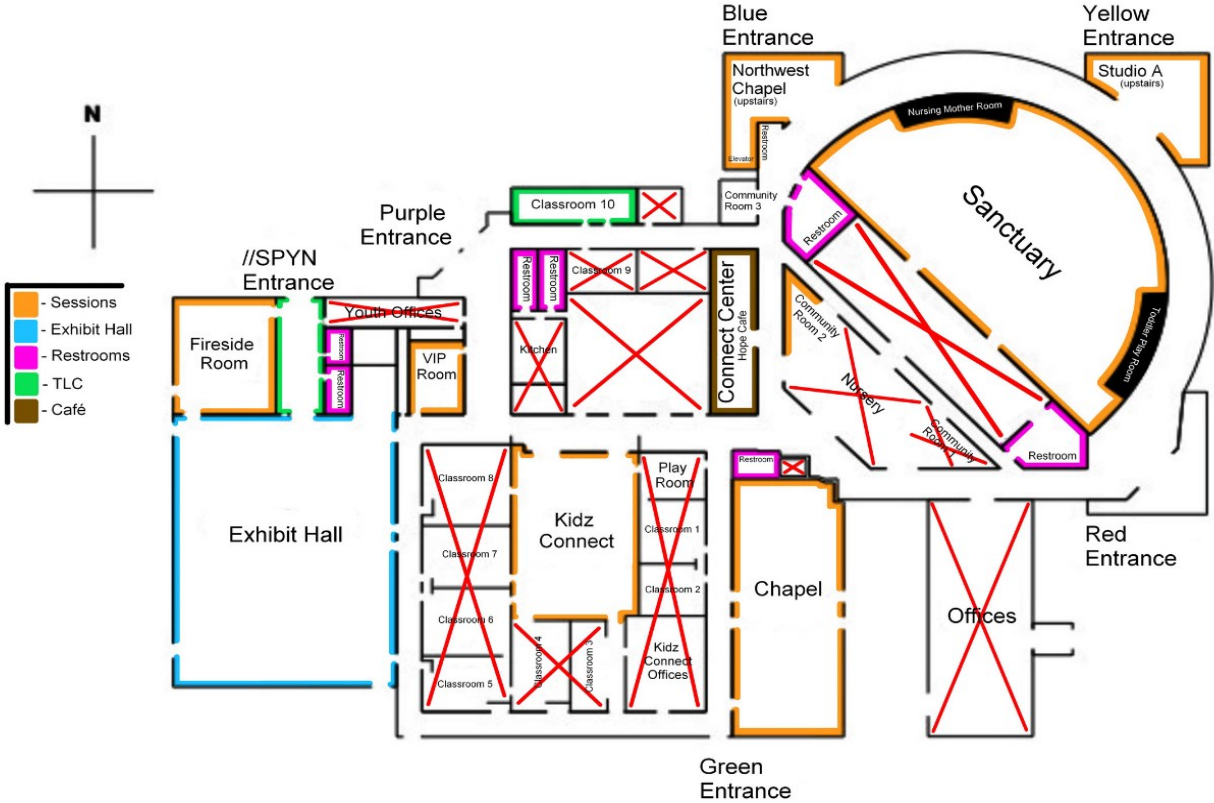 Blue
Entrance
Yellow
Entrance
Northwest
Chapel
(upstairs)
Restroom
Elevator
Studio A
(upstairs)
Nursing Mother Room
N
Community
Room 3
Classroom 10
Purple
Entrance
Sanctuary
Restroom
//SPYN
Entrance
- Sessions
- Exhibit Hall
- Restrooms
- TLC
- Café
Restroom
Restroom
Classroom 9
Connect Center
Hope Cafe
Community
Room 2
Toddler Play Room
Youth Offices
Fireside
Room
Restroom
Restroom
VIP
Room
Kitchen
Nursery
Community
Restroom
Restroom
Classroom 8
Play
Room
Kidz
Connect
Classroom 1
Exhibit Hall
Classroom 7
Classroom 2
Chapel
Red
Entrance
Classroom 6
Offices
Classroom 4
Classroom 3
Kidz
Connect
Offices
Classroom 5
Green
Entrance